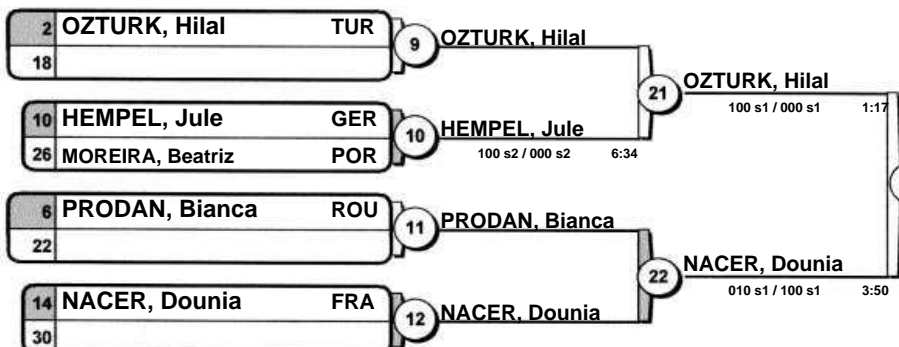 2 OZTURK, Hilal TUR
18
9
OZTURK, Hilal
10 HEMPEL, Jule GER
26 MOREIRA, Beatriz POR
10
HEMPEL, Jule
100 s2 / 000 s2 6:34
21
OZTURK, Hilal
100 s1 / 000 s1 1:17
6 PRODAN, Bianca ROU
22
11
PRODAN, Bianca
14 NACER, Dounia FRA
30
12
NACER, Dounia
22
NACER, Dounia
010 s1 / 100 s1 3:50